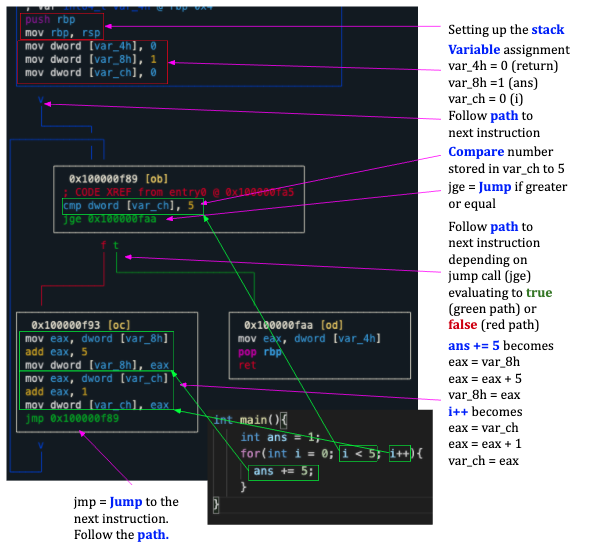 ; var int64_t var_4h @ rbp-0x4
push rbp
mov rbp, rsp
mov dword [var_4h], 0
mov dword [var_8h], 1
mov dword [var_ch], 0
v
0x100000f89 [ob]
; CODE XREF from entry0 @ 0x100000fa5
cmp dword [var_ch], 5
jge 0x100000faa
f t
0x100000f93 [oc]
mov eax, dword [var_8h]
add eax, 5
mov dword [var_8h], eax
mov eax, dword [var_ch]
add eax, 1
mov dword [var_ch], eax
jmp 0x100000f89
v
0x100000faa [od]
mov eax, dword [var_4h]
pop rbp
ret
int main(){
int ans = 1;
for(int i = 0; i < 5; i++){
ans += 5;
}
}
Setting up the stack
Variable assignment
var_4h = 0 (return)
var_8h =1 (ans)
var_ch = 0 (i)
Follow path to
next instruction
Compare number
stored in var_ch to 5
jge = Jump if greater
or equal
Follow path to
next instruction
depending on
jump call (jge)
evaluating to true
(green path) or
false (red path)
ans += 5 becomes
eax = var_8h
eax = eax + 5
var_8h = eax
i++ becomes
eax = var_ch
eax = eax + 1
var_ch = eax
jmp = Jump to the
next instruction.
Follow the path.